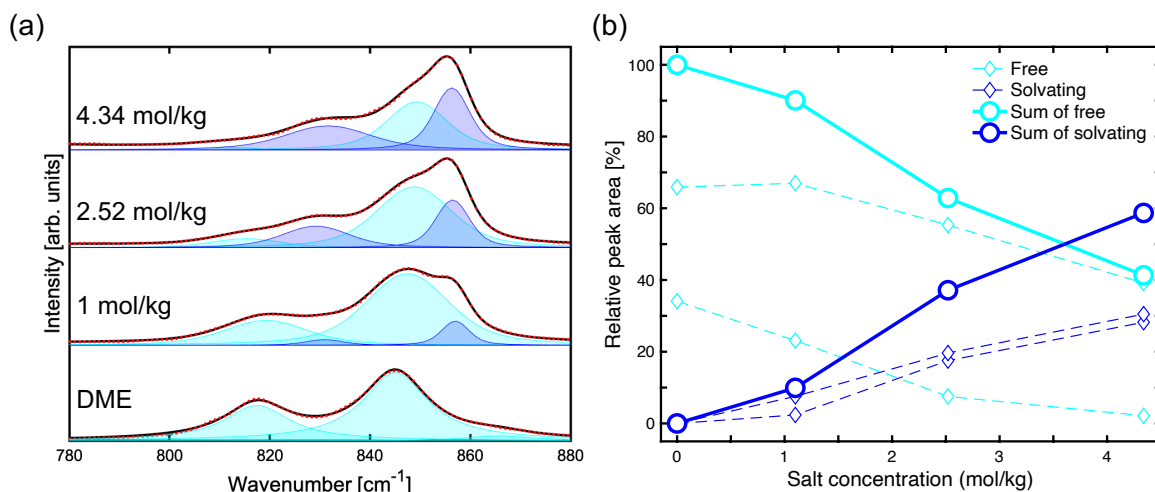 (a)
4.34 mol/kg
2.52 mol/kg
1 mol/kg
DME
Intensity [arb. units]
780 800 820 840 860 880
Wavenumber [cm⁻¹]
(b)
Free
Solvating
Sum of free
Sum of solvating
100
80
60
40
20
0
Relative peak area [%]
0 1 2 3 4
Salt concentration (mol/kg)